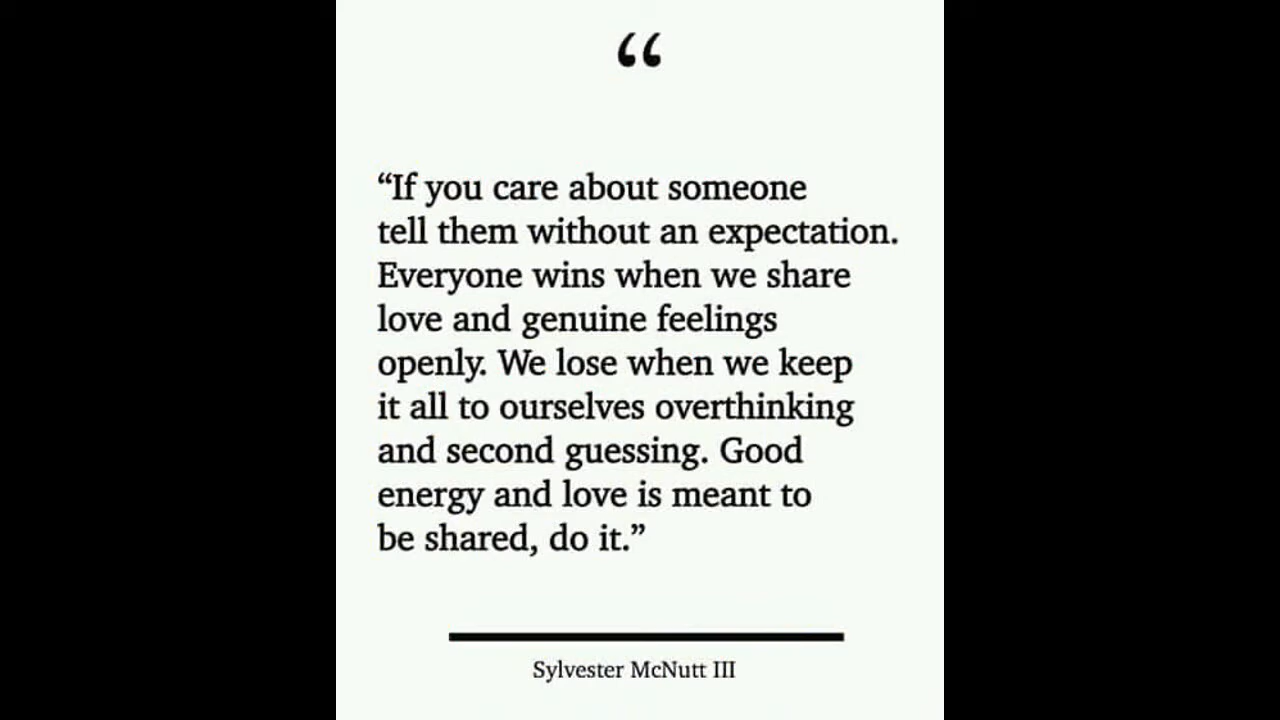 “
“If you care about someone
tell them without an expectation.
Everyone wins when we share
love and genuine feelings
openly. We lose when we keep
it all to ourselves overthinking
and second guessing. Good
energy and love is meant to
be shared, do it.”
Sylvester McNutt III